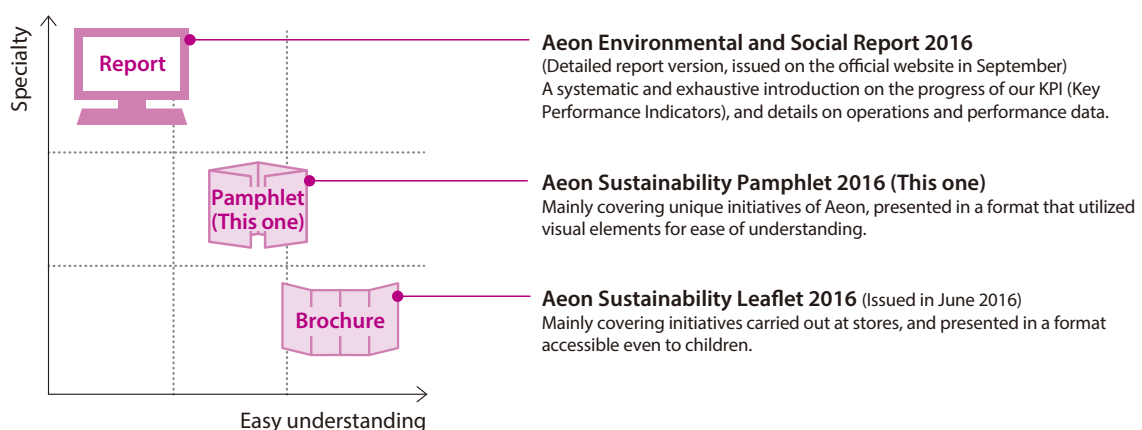 Specialty
Report
Aeon Environmental and Social Report 2016
(Detailed report version, issued on the official website in September)
A systematic and exhaustive introduction on the progress of our KPI (Key
Performance Indicators), and details on operations and performance data.
Pamphlet
(This one)
Aeon Sustainability Pamphlet 2016 (This one)
Mainly covering unique initiatives of Aeon, presented in a format that utilized
visual elements for ease of understanding.
Brochure
Aeon Sustainability Leaflet 2016 (Issued in June 2016)
Mainly covering initiatives carried out at stores, and presented in a format
accessible even to children.
Easy understanding